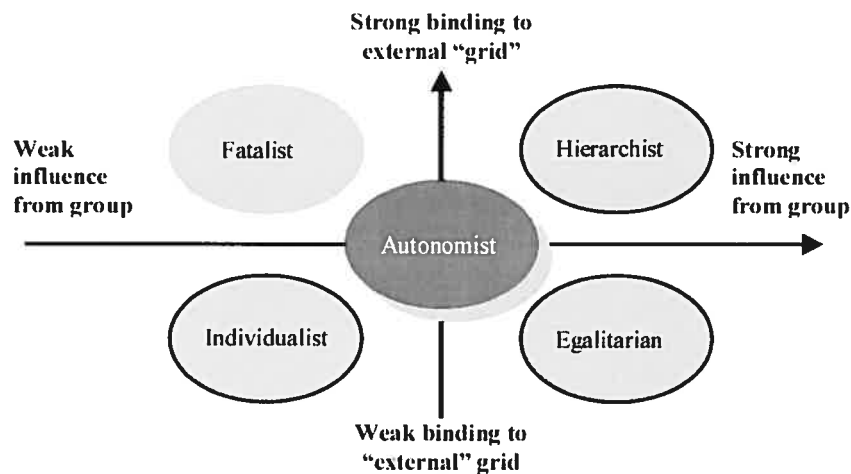 Strong binding to
external “grid”
Weak
influence
from group
Fatalist
Hierarchist
Strong
influence
from group
Autonomist
Individualist
Egalitarian
Weak binding to
“external” grid